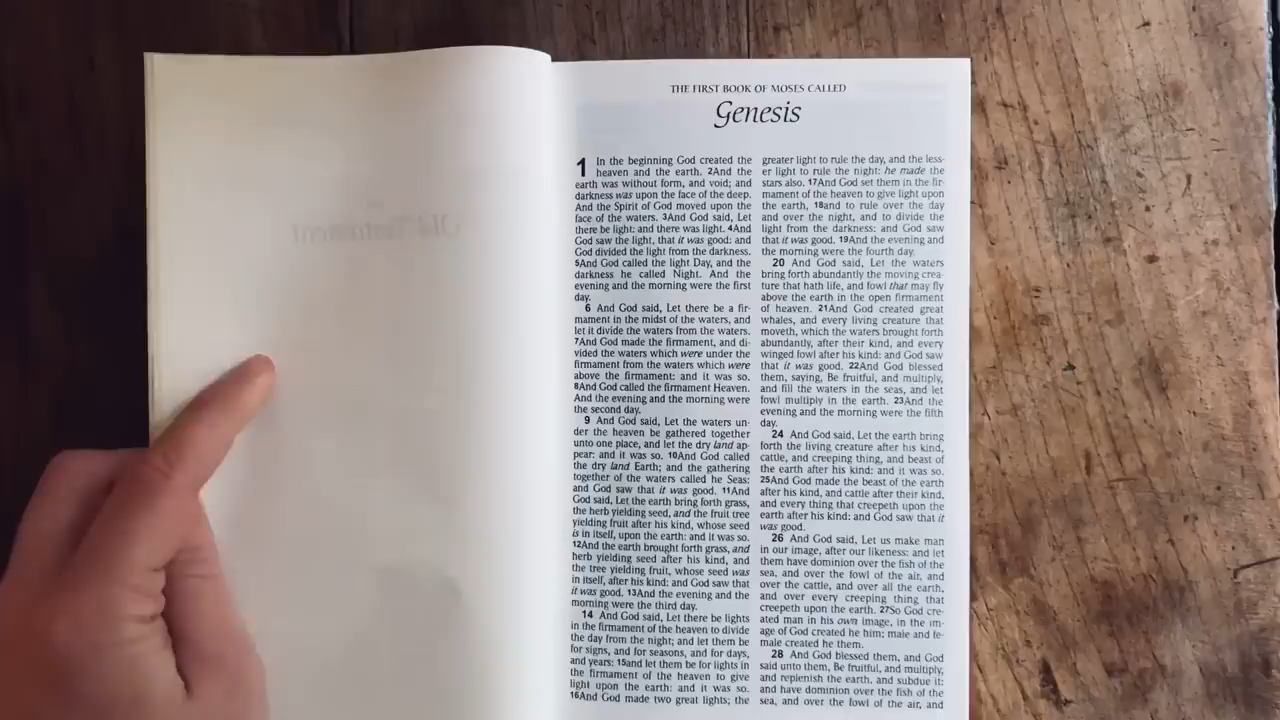 THE FIRST BOOK OF MOSES CALLED
Genesis
1 In the beginning God created the
heaven and the earth. 2And the
earth was without form, and void; and
darkness was upon the face of the deep.
And the Spirit of God moved upon the
face of the waters. 3And God said, Let
there be light: and there was light. 4And
God saw the light, that it was good: and
God divided the light from the darkness.
5And God called the light Day, and the
darkness he called Night. And the
evening and the morning were the first
day.
6 And God said, Let there be a fir-
mament in the midst of the waters, and
let it divide the waters from the waters.
7And God made the firmament, and di-
vided the waters which were under the
firmament from the waters which were
above the firmament: and it was so.
8And God called the firmament Heaven.
And the evening and the morning were
the second day.
9 And God said, Let the waters un-
der the heaven be gathered together
unto one place, and let the dry land ap-
pear: and it was so. 10And God called
the dry land Earth; and the gathering
together of the waters called he Seas:
and God saw that it was good. 11And
God said, Let the earth bring forth grass,
the herb yielding seed, and the fruit tree
yielding fruit after his kind, whose seed
is in itself, upon the earth: and it was so.
12And the earth brought forth grass, and
herb yielding seed after his kind, and
the tree yielding fruit, whose seed was
in itself, after his kind: and God saw that
it was good. 13And the evening and the
morning were the third day.
14 And God said, Let there be lights
in the firmament of the heaven to divide
the day from the night; and let them be
for signs, and for seasons, and for days,
and years: 15and let them be for lights in
the firmament of the heaven to give
light upon the earth: and it was so.
16And God made two great lights; the
greater light to rule the day, and the less-
er light to rule the night: he made the
stars also. 17And God set them in the fir-
mament of the heaven to give light upon
the earth, 18and to rule over the day
and over the night, and to divide the
light from the darkness: and God saw
that it was good. 19And the evening and
the morning were the fourth day.
20 And God said, Let the waters
bring forth abundantly the moving crea-
ture that hath life, and fowl that may fly
above the earth in the open firmament
of heaven. 21And God created great
whales, and every living creature that
moveth, which the waters brought forth
abundantly, after their kind, and every
winged fowl after his kind: and God saw
that it was good. 22And God blessed
them, saying, Be fruitful, and multiply,
and fill the waters in the seas, and let
fowl multiply in the earth. 23And the
evening and the morning were the fifth
day.
24 And God said, Let the earth bring
forth the living creature after his kind,
cattle, and creeping thing, and beast of
the earth after his kind: and it was so.
25And God made the beast of the earth
after his kind, and cattle after their kind,
and every thing that creepeth upon the
earth after his kind: and God saw that it
was good.
26 And God said, Let us make man
in our image, after our likeness: and let
them have dominion over the fish of the
sea, and over the fowl of the air, and
over the cattle, and over all the earth,
and over every creeping thing that
creepeth upon the earth. 27So God cre-
ated man in his own image, in the im-
age of God created he him; male and fe-
male created he them.
28 And God blessed them, and God
said unto them, Be fruitful, and multiply,
and replenish the earth, and subdue it:
and have dominion over the fish of the
sea, and over the fowl of the air, and